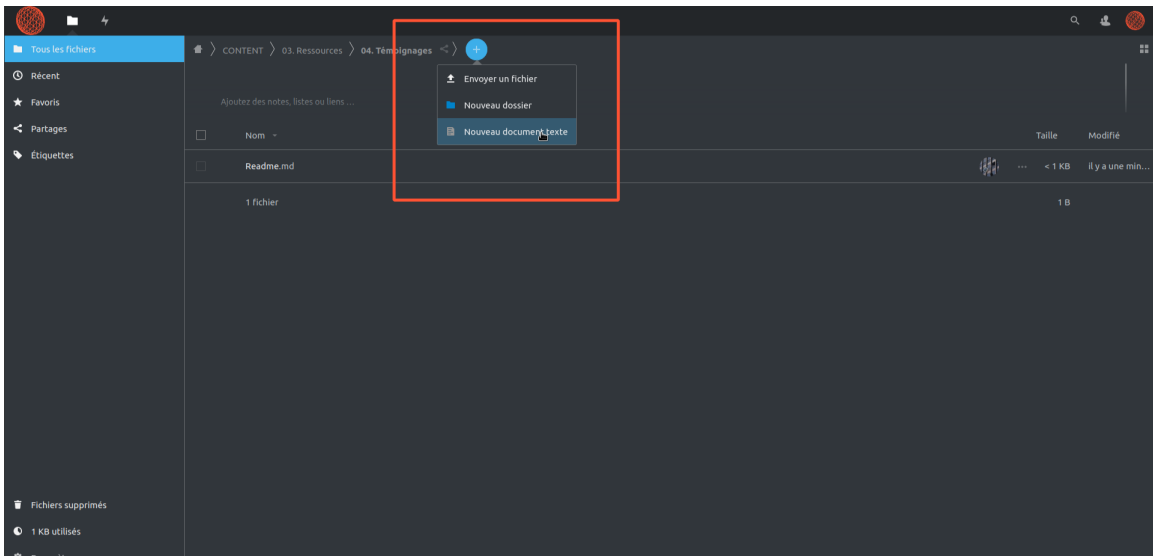 Tous les fichiers
CONTENT 03. Ressources 04. Témoignages
Récent
Envoyer un fichier
Favoris
Ajoutez des notes, listes ou liens ...
Nouveau dossier
Partages
Nom
Nouveau document texte
Taille
Modifié
Étiquettes
Readme.md
... < 1 KB il y a une min...
1 fichier
1 B
Fichiers supprimés
1 KB utilisés